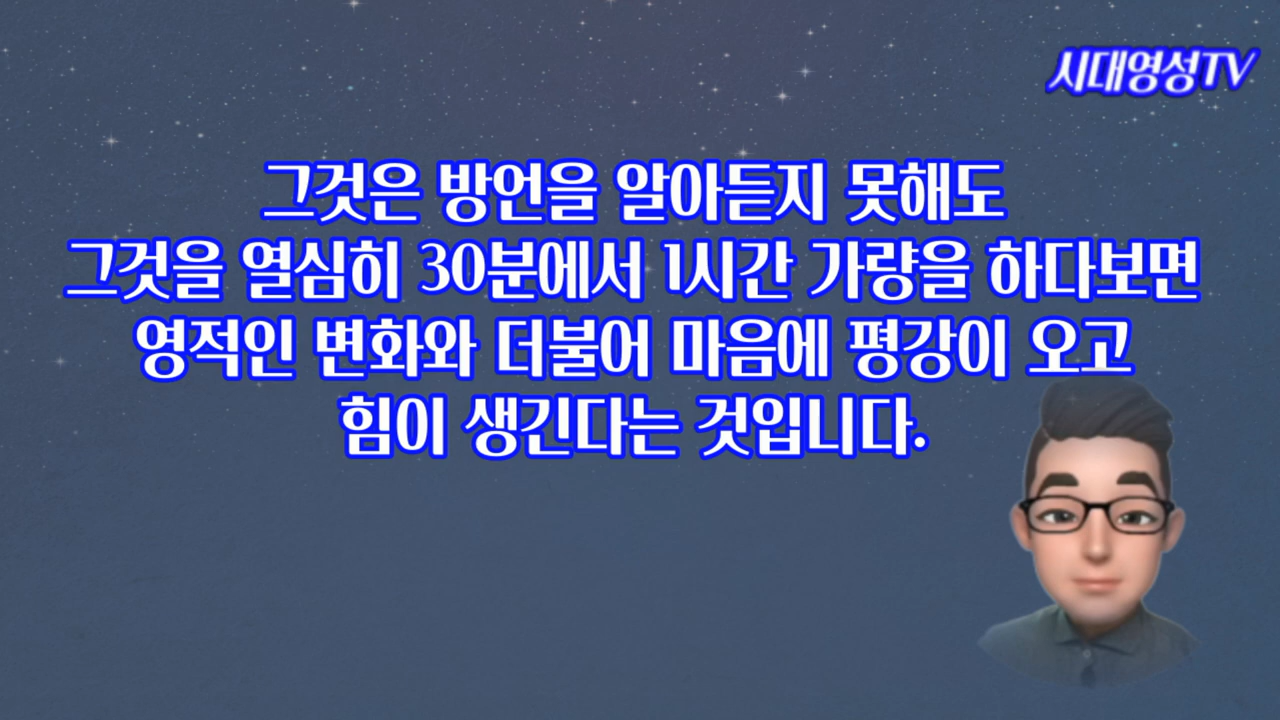 시대영성TV
그것은 방언을 알아듣지 못해도
그것을 열심히 30분에서 1시간 가량을 하다보면
영적인 변화와 더불어 마음에 평강이 오고
힘이 생긴다는 것입니다.